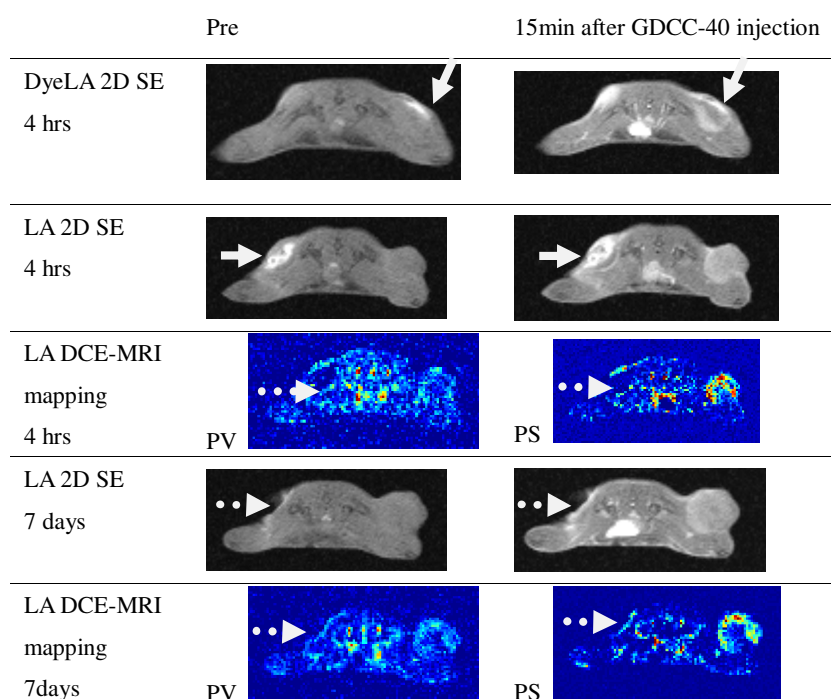 Pre
15min after GDCC-40 injection
DyeLA 2D SE
4 hrs
LA 2D SE
4 hrs
LA DCE-MRI
mapping
4 hrs
PV
PS
LA 2D SE
7 days
LA DCE-MRI
mapping
7days
PV
PS